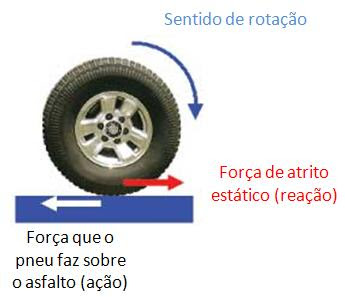 Sentido de rotação
Força de atrito
estático (reação)
Força que o
pneu faz sobre
o asfalto (ação)